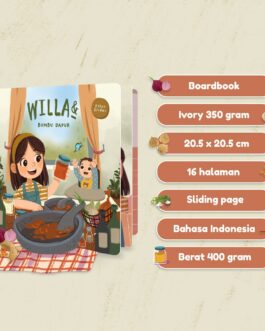 WILLA &
BUMBU DAPUR
Boardbook
Ivory 350 gram
20.5 x 20.5 cm
16 halaman
Sliding page
Bahasa Indonesia
Berat 400 gram